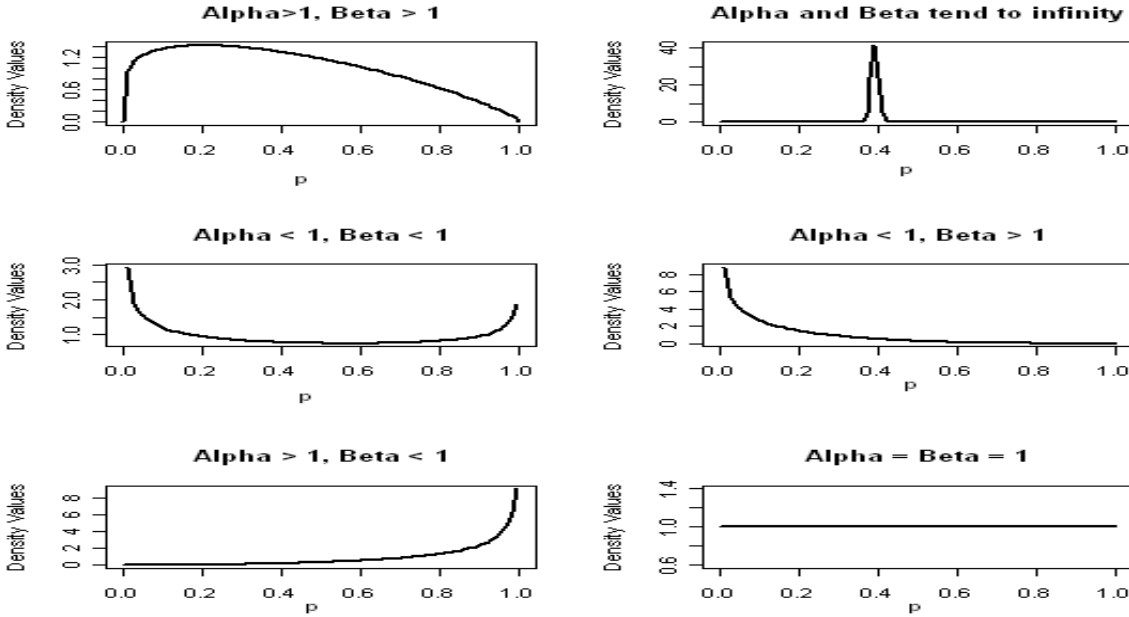 Alpha>1, Beta > 1
Density Values
0.0 0.6 1.2
0.0 0.2 0.4 0.6 0.8 1.0
p
Alpha and Beta tend to infinity
Density Values
0 20 40
0.0 0.2 0.4 0.6 0.8 1.0
p
Alpha < 1, Beta < 1
Density Values
1.0 2.0 3.0
0.0 0.2 0.4 0.6 0.8 1.0
p
Alpha < 1, Beta > 1
Density Values
0 2 4 6 8
0.0 0.2 0.4 0.6 0.8 1.0
p
Alpha > 1, Beta < 1
Density Values
0 2 4 6 8
0.0 0.2 0.4 0.6 0.8 1.0
p
Alpha = Beta = 1
Density Values
0.6 1.0 1.4
0.0 0.2 0.4 0.6 0.8 1.0
p